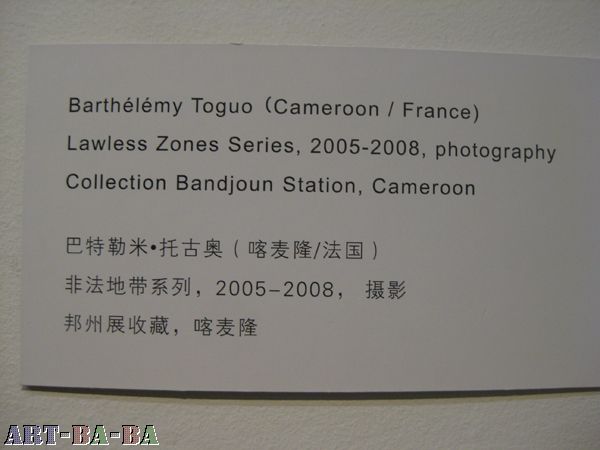 Barthélémy Toguo (Cameroon / France)
Lawless Zones Series, 2005-2008, photography
Collection Bandjoun Station, Cameroon
巴特勒米•托古奥（喀麦隆/法国）
非法地带系列，2005–2008， 摄影
邦州展收藏，喀麦隆
ART-BA-BA